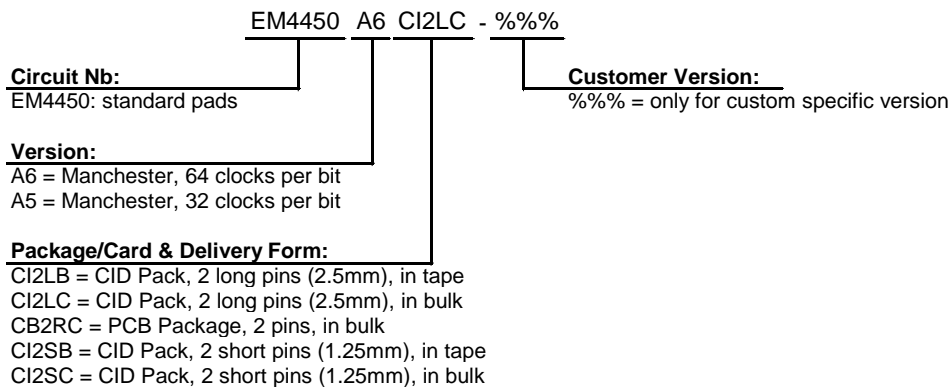 EM4450 A6 CI2LC - %%%
Circuit Nb:
EM4450: standard pads
Customer Version:
%%% = only for custom specific version
Version:
A6 = Manchester, 64 clocks per bit
A5 = Manchester, 32 clocks per bit
Package/Card & Delivery Form:
CI2LB = CID Pack, 2 long pins (2.5mm), in tape
CI2LC = CID Pack, 2 long pins (2.5mm), in bulk
CB2RC = PCB Package, 2 pins, in bulk
CI2SB = CID Pack, 2 short pins (1.25mm), in tape
CI2SC = CID Pack, 2 short pins (1.25mm), in bulk